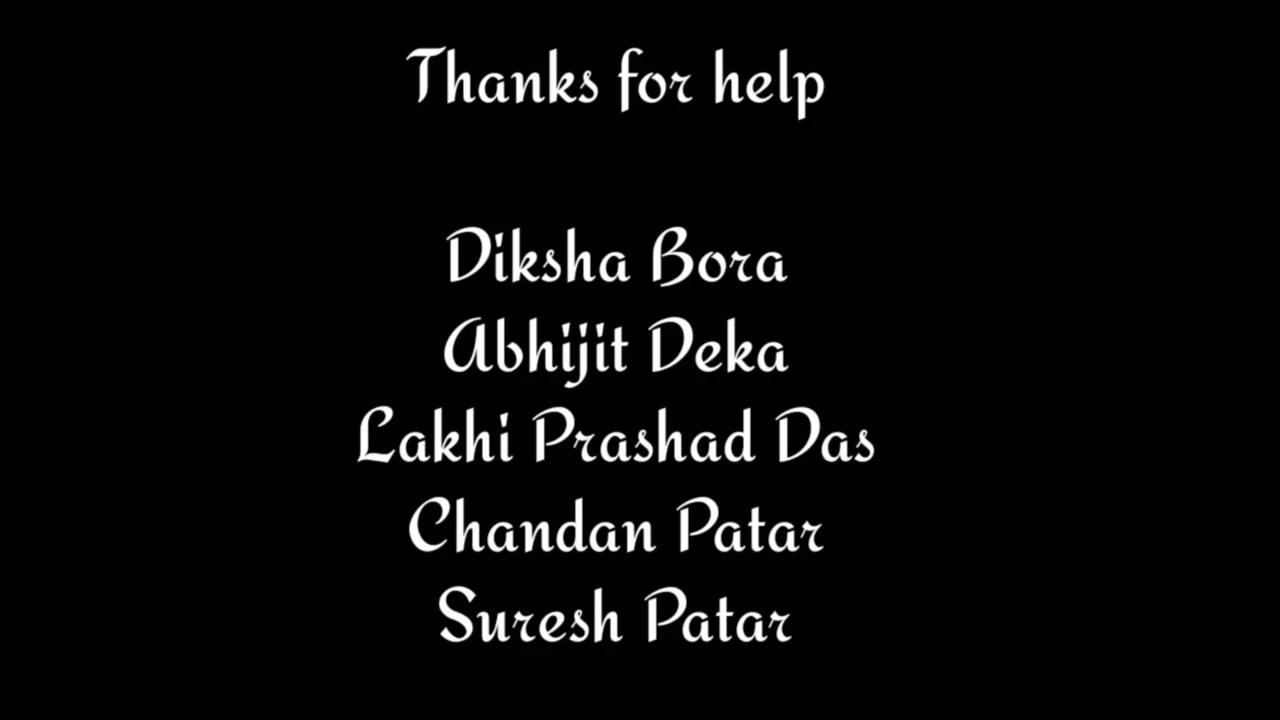 Thanks for help
Diksha Bora
Abhijit Deka
Lakhi Prashad Das
Chandan Patar
Suresh Patar